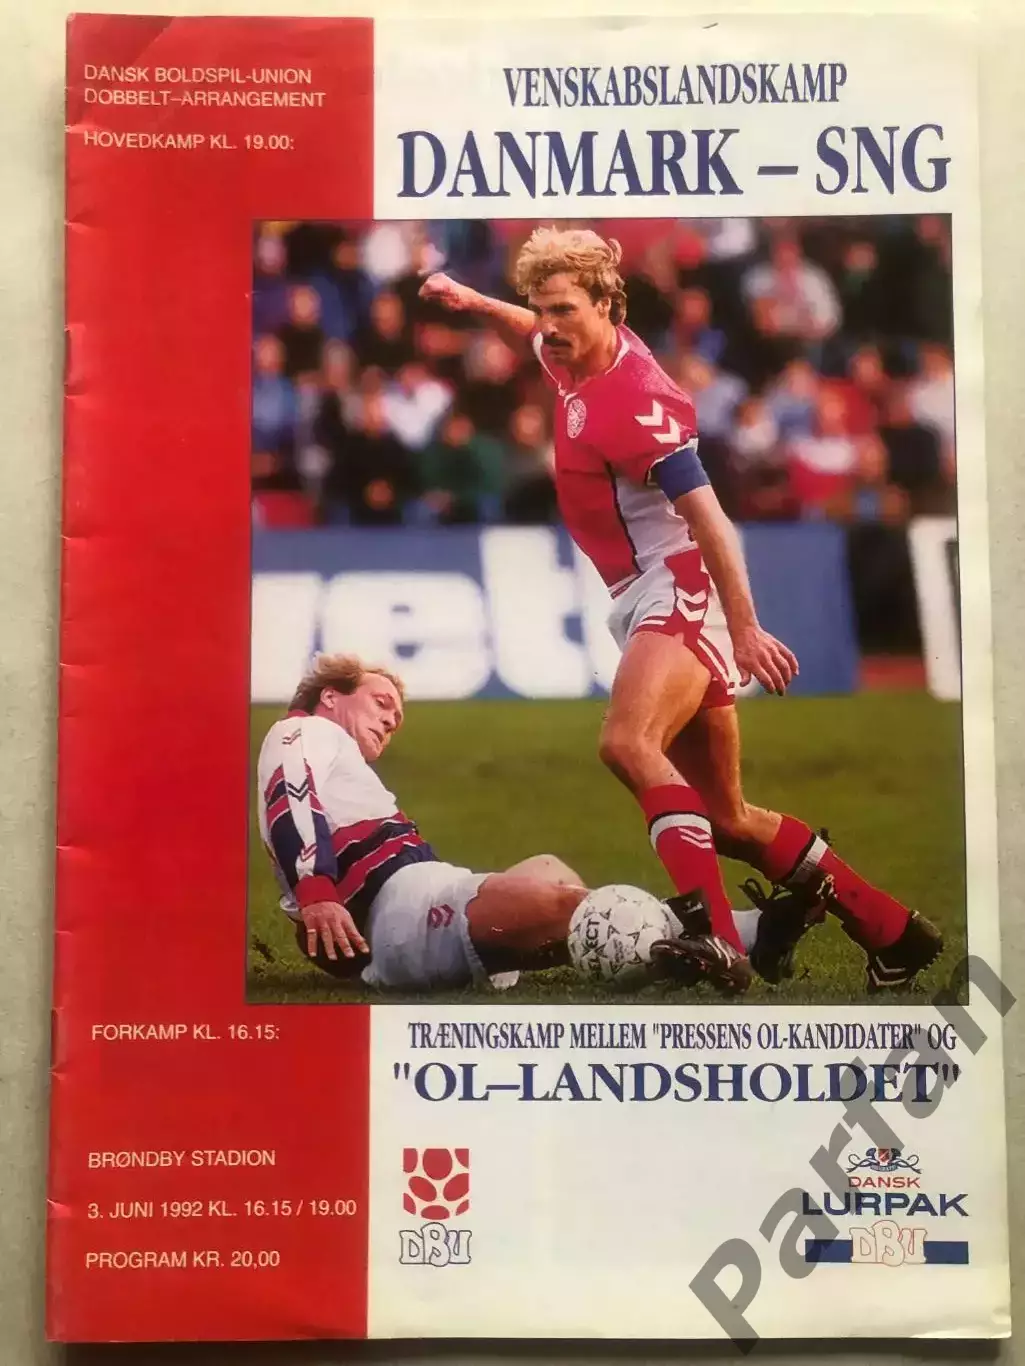 DANSK BOLDSPIL-UNION
DOBBELT-ARRANGEMENT
HOVEDKAMP KL. 19.00:
VENSKABSLANDSKAMP
DANMARK – SNG
SELECT
FORKAMP KL. 16.15:
TRÆNINGSKAMP MELLEM "PRESSENS OL-KANDIDATER" OG
"OL–LANDSHOLDET"
BRØNDBY STADION
3. JUNI 1992 KL. 16.15 / 19.00
PROGRAM KR. 20,00
DBU
DANSK
LURPAK
DBU
Parfan